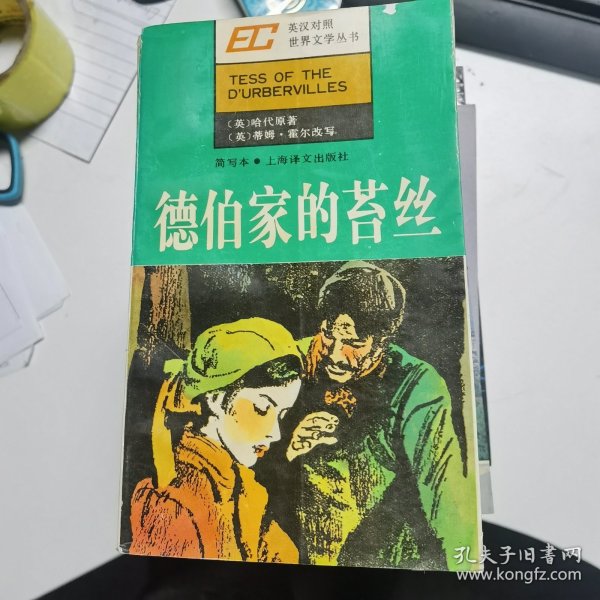 EC
英汉对照
世界文学丛书
TESS OF THE
D'URBERVILLES
〔英〕哈代原著
〔英〕蒂姆·霍尔改写
简写本●上海译文出版社
德伯家的苔丝
孔夫子旧书网
www.kongfz.com